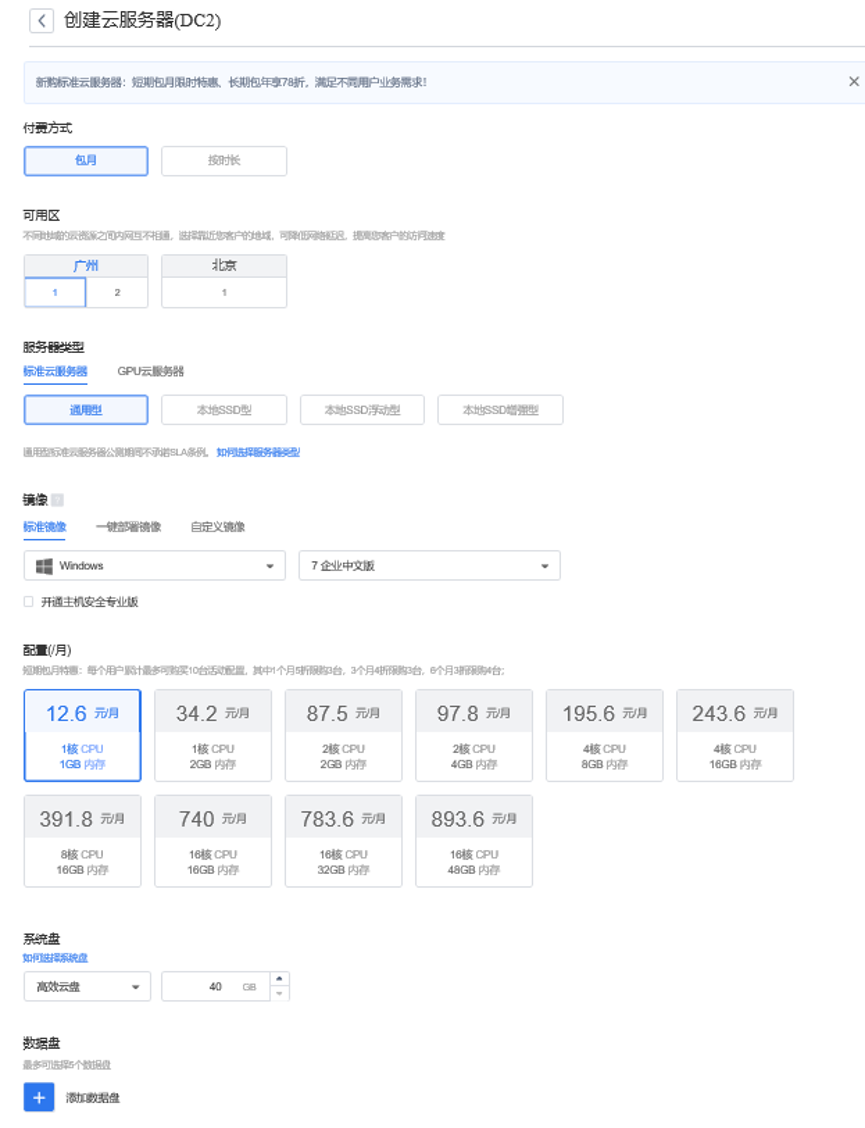 创建云服务器(DC2)
新购标准云服务器：短期包月限时特惠、长期包年享78折，满足不同用户业务需求！
付费方式
包月 按时长
可用区
不同地域的云资源之间内网互不相通，选择靠近您客户的地域，可降低网络延迟，提高您客户的访问速度
广州 北京
1 2 1
服务器类型
标准云服务器 GPU云服务器
通用型 本地SSD型 本地SSD浮动型 本地SSD增强型
通用型标准云服务器公测期间不承诺SLA条例。 如何选择服务器类型
镜像
标准镜像 一键部署镜像 自定义镜像
Windows 7 企业中文版
开通主机安全专业版
配置(/月)
短期包月特惠：每个用户累计最多可购买10台活动配置，其中1个月5折限购3台，3个月4折限购3台，6个月3折限购4台；
12.6 元/月 34.2 元/月 87.5 元/月 97.8 元/月 195.6 元/月 243.6 元/月
1核 CPU 1核 CPU 2核 CPU 2核 CPU 4核 CPU 4核 CPU
1GB 内存 2GB 内存 2GB 内存 4GB 内存 8GB 内存 16GB 内存
391.8 元/月 740 元/月 783.6 元/月 893.6 元/月
8核 CPU 16核 CPU 16核 CPU 16核 CPU
16GB 内存 16GB 内存 32GB 内存 48GB 内存
系统盘
如何选择系统盘
高效云盘 40 GB
数据盘
最多可选择5个数据盘
添加数据盘